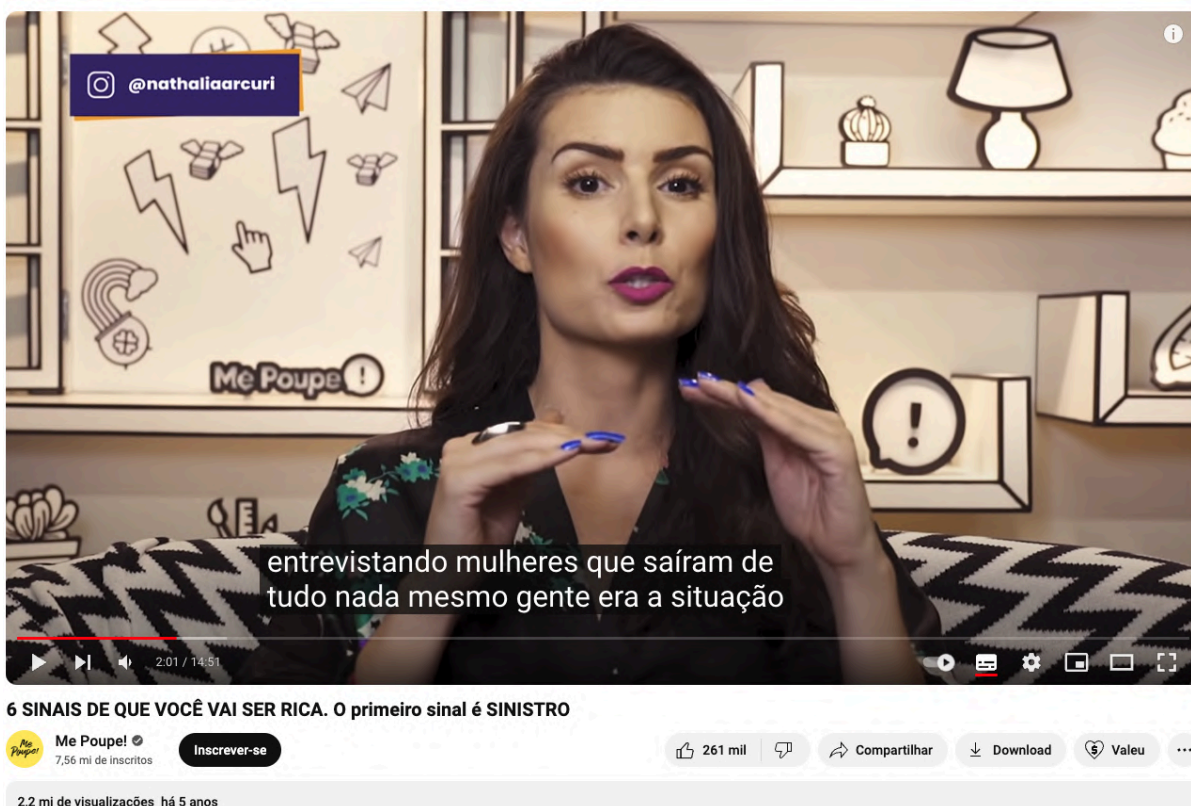 @nathaliaarcuri
Me Poupe!
entrevistando mulheres que saíram de
tudo nada mesmo gente era a situação
2:01 / 14:51
6 SINAIS DE QUE VOCÊ VAI SER RICA. O primeiro sinal é SINISTRO
Me Poupe!
Me Poupe!
7,56 mi de inscritos
Inscrever-se
261 mil
Compartilhar
Download
Valeu
2,2 mi de visualizações há 5 anos